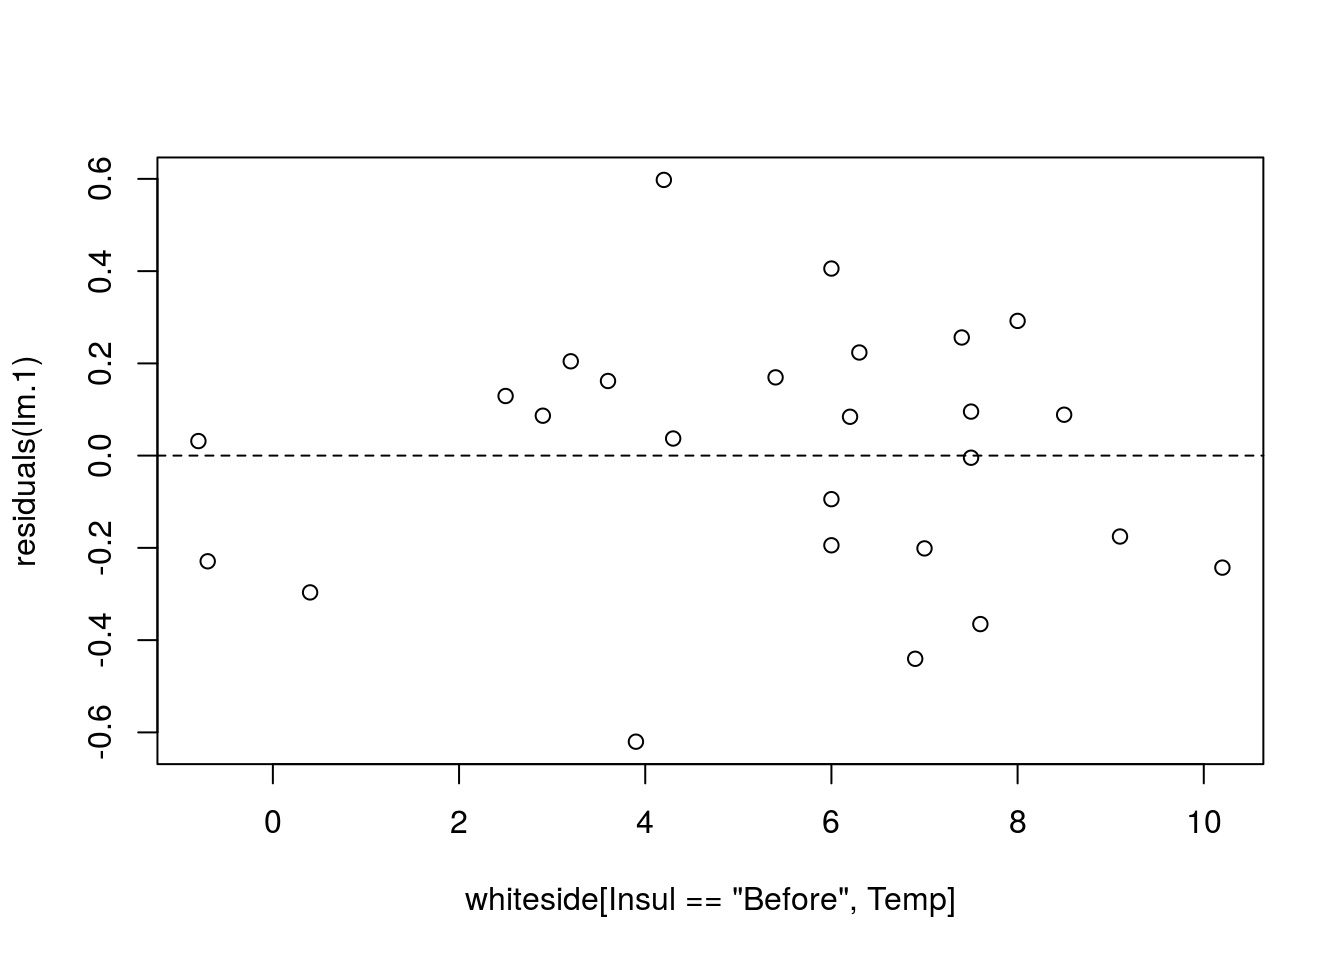 0.6
0.4
0.2
0.0
-0.2
-0.4
-0.6
residuals(lm.1)
0 2 4 6 8 10
whiteside[Insul == "Before", Temp]